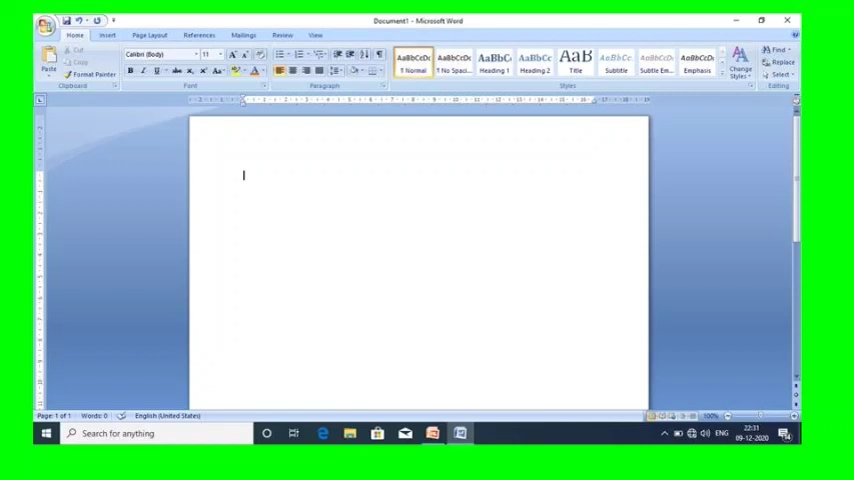 Document1 - Microsoft Word
Home Insert Page Layout References Mailings Review View
Paste
Cut
Copy
Format Painter
Clipboard
Calibri (Body) 11
Font
Paragraph
AaBbCcDc AaBbCcDc AaBbC AaBbCc AaB AaBbCc. AaBbCcDc AaBbCcDc
¶ Normal ¶ No Spaci... Heading 1 Heading 2 Title Subtitle Subtle Em... Emphasis
Styles
Change
Styles
Find
Replace
Select
Editing
Page: 1 of 1 Words: 0 English (United States) 100%
Search for anything
ENG
22:31
09-12-2020